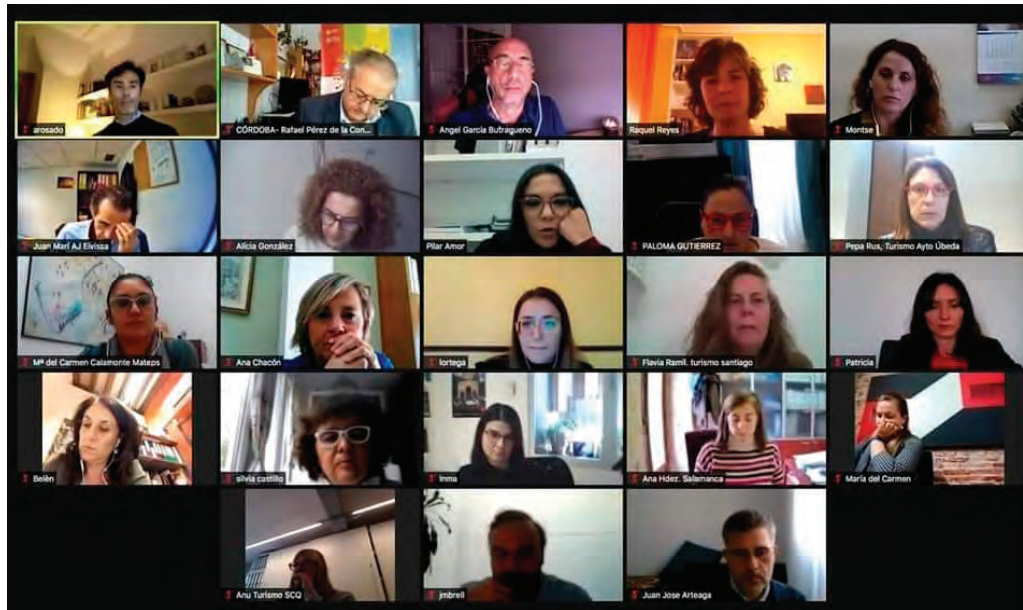 arosado
CÓRDOBA- Rafael Pérez de la Con...
Angel García Butragueno
Raquel Reyes
Montse
Juan Marí AJ Eivissa
Alicia González
Pilar Amor
PALOMA GUTIERREZ
Pepa Rus, Turismo Ayto Úbeda
Mª del Carmen Calamonte Mateps
Ana Chacón
lortega
Flavia Ramil. turismo santiago
Patricia
Belén
silvia castillo
Inma
Ana Hdez. Salamanca
María del Carmen
Anu Turismo SCQ
jmbrell
Juan Jose Arteaga